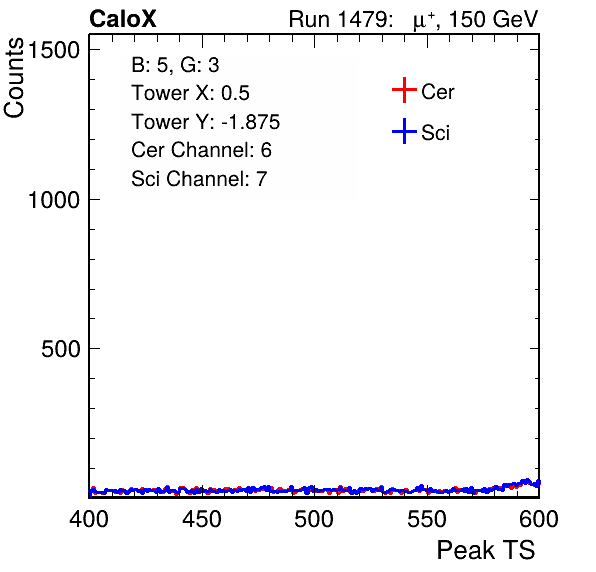 CaloX Run 1479: μ⁺, 150 GeV
Counts
1500
1000
500
B: 5, G: 3
Tower X: 0.5
Tower Y: -1.875
Cer Channel: 6
Sci Channel: 7
Cer
Sci
400 450 500 550 600
Peak TS